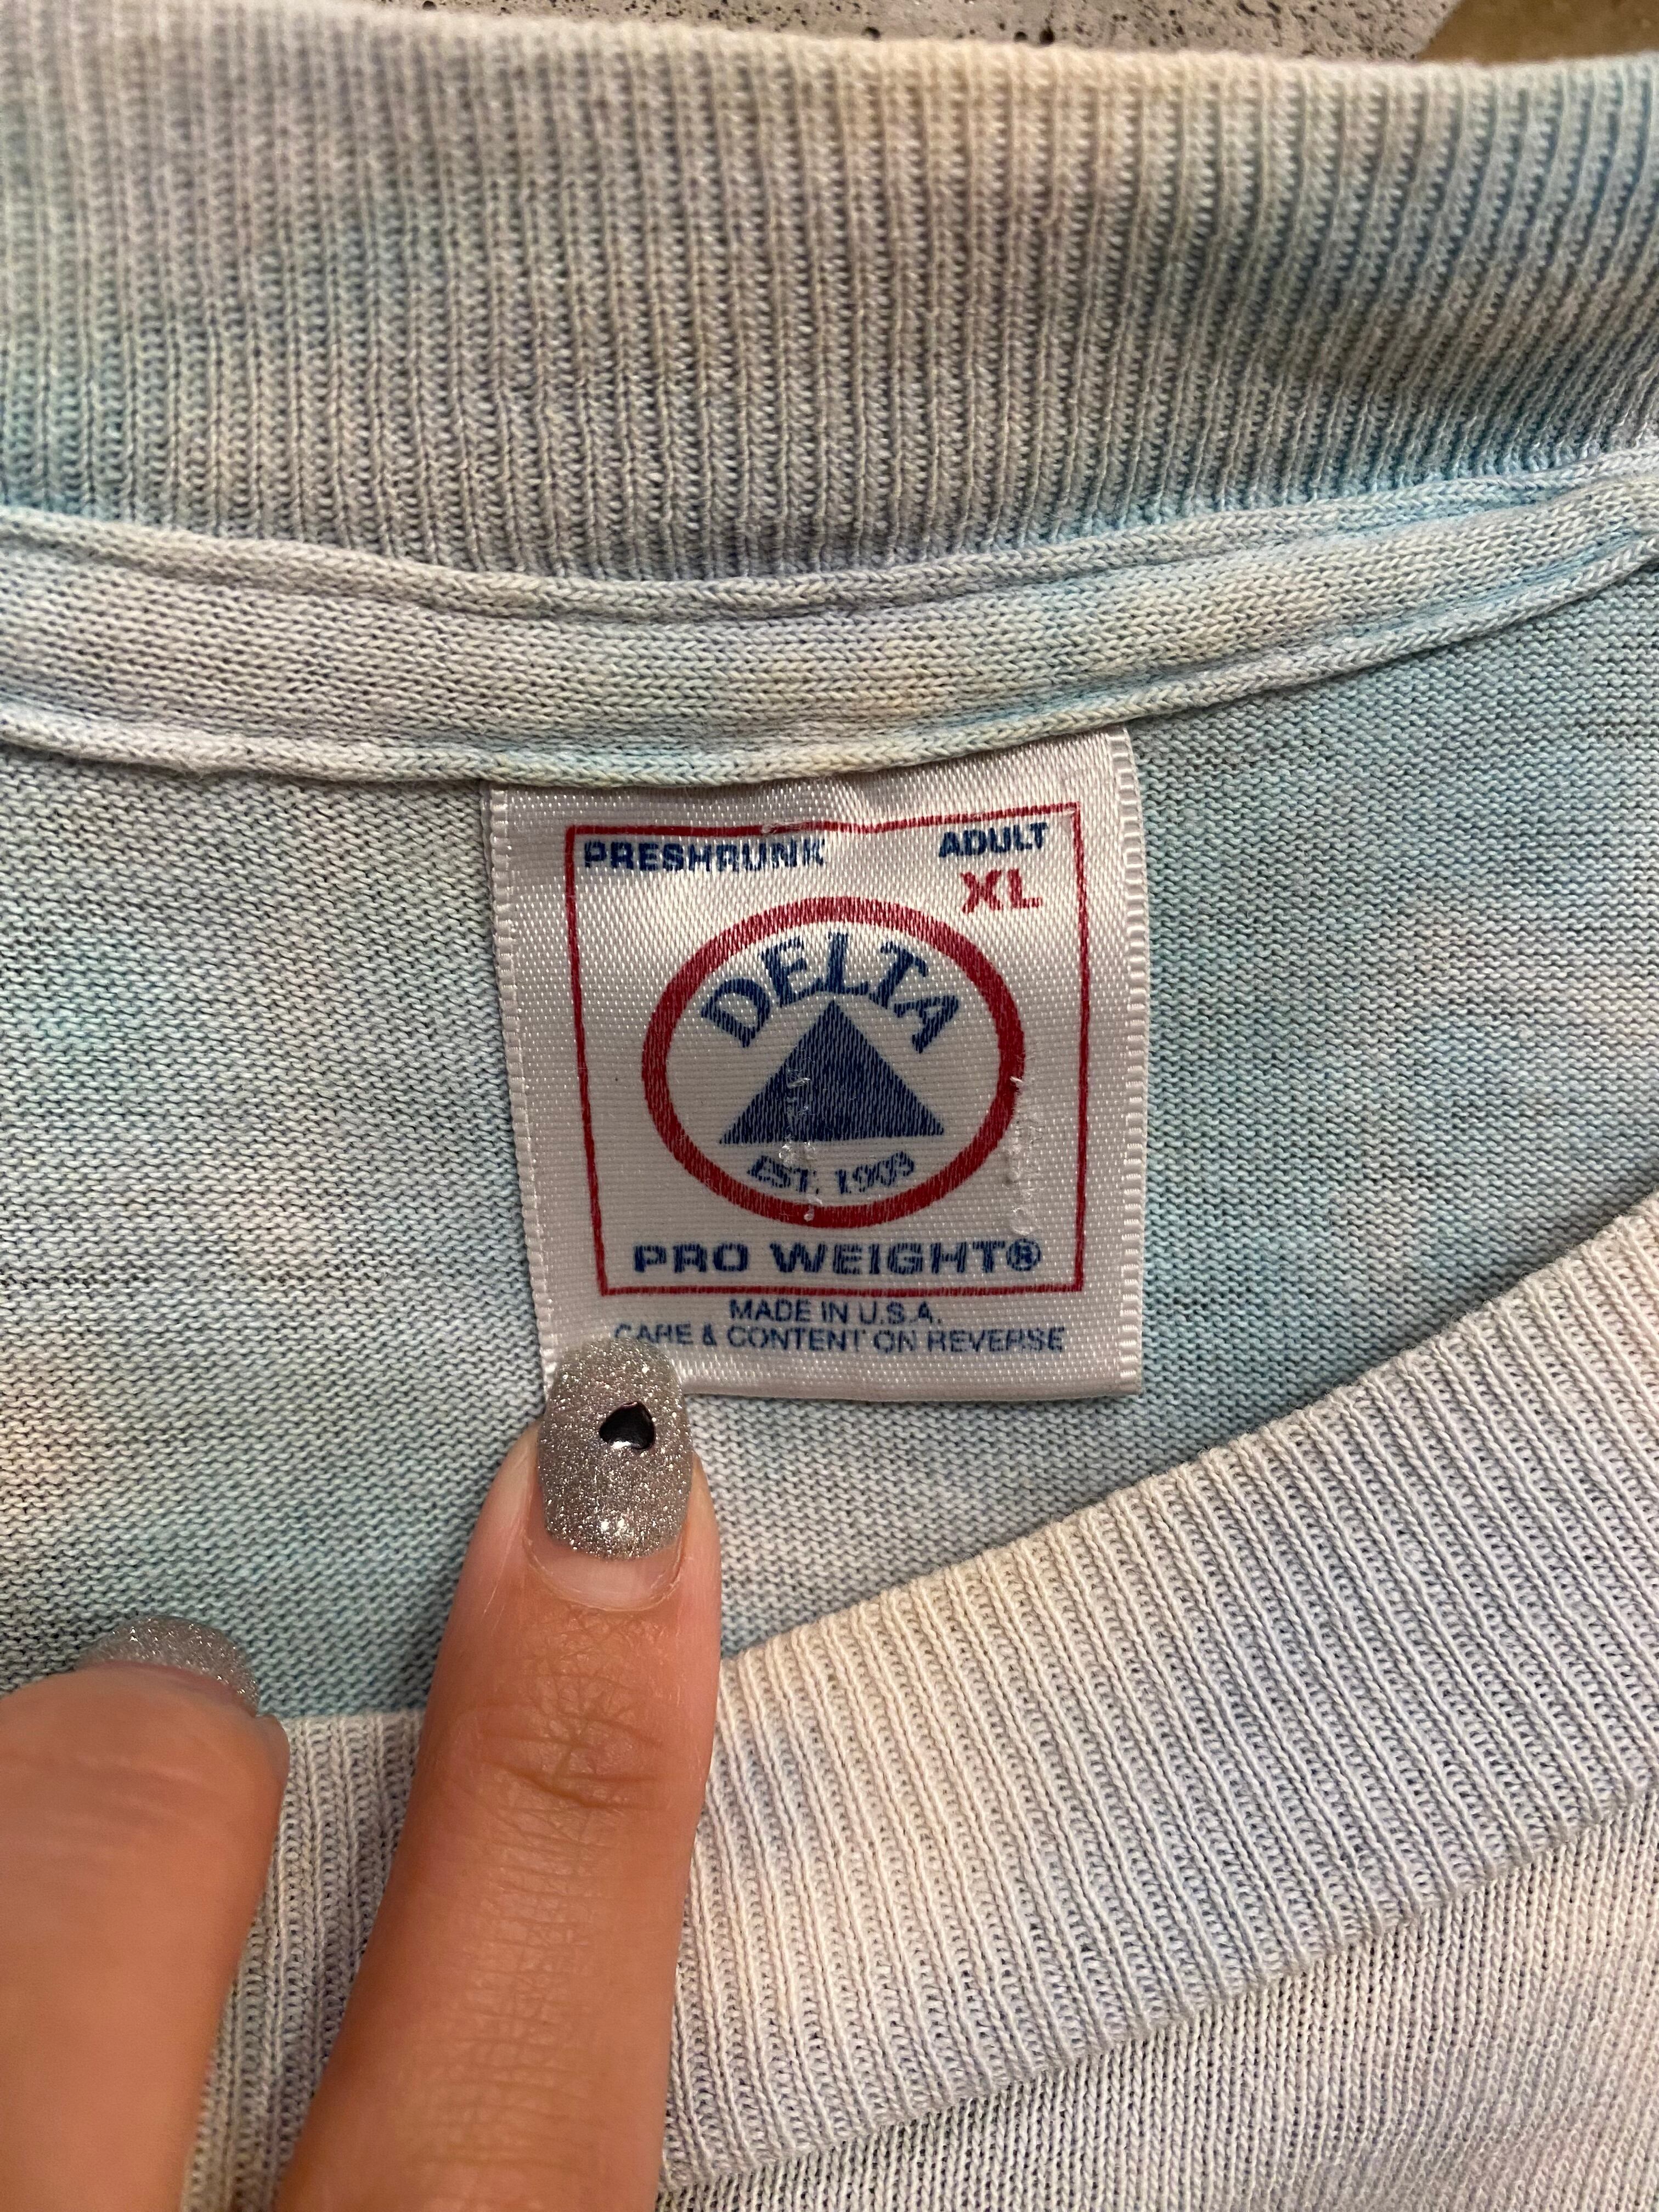 PRESHRUNK ADULT
XL
DELTA
EST. 1903
PRO WEIGHT®
MADE IN U.S.A.
CARE & CONTENT ON REVERSE